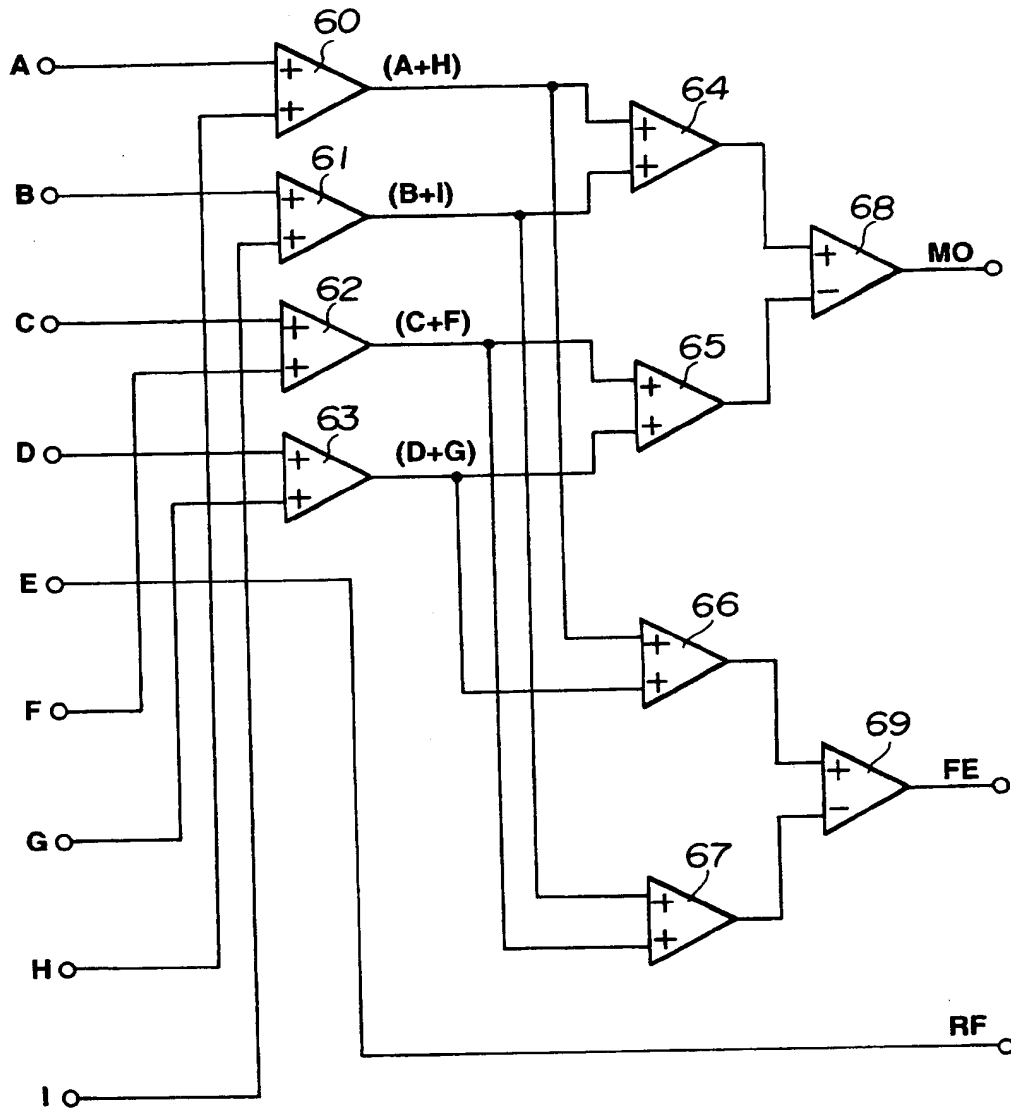 60
A
+
+
(A+H)
64
+
+
61
B
+
+
(B+I)
68
+
−
MO
62
C
+
+
(C+F)
65
+
+
63
D
+
+
(D+G)
E
66
+
+
F
69
+
−
FE
G
67
+
+
H
RF
I